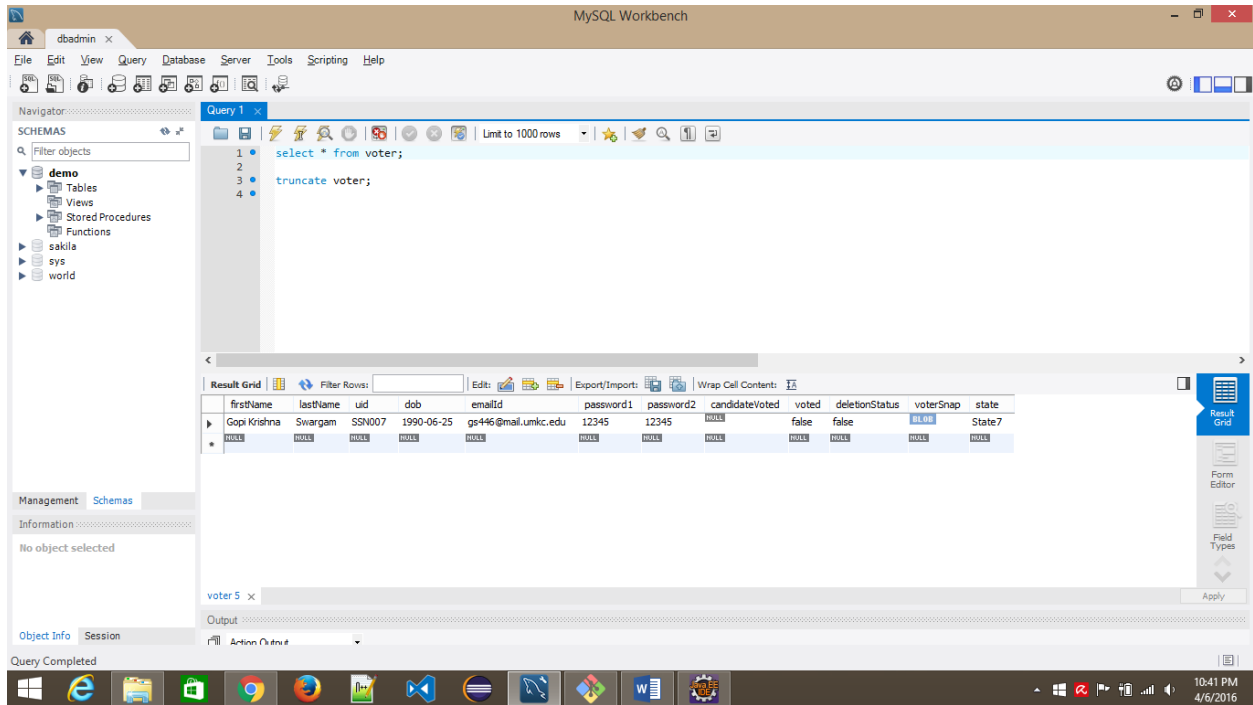 MySQL Workbench
dbadmin ×
File Edit View Query Database Server Tools Scripting Help
Navigator
Query 1 ×
SCHEMAS
Limit to 1000 rows
Filter objects
1 select * from voter;
2
3 truncate voter;
4
demo
Tables
Views
Stored Procedures
Functions
sakila
sys
world
Result Grid Filter Rows: Edit: Export/Import: Wrap Cell Content:
firstName lastName uid dob emailId password1 password2 candidateVoted voted deletionStatus voterSnap state
Gopi Krishna Swargam SSN007 1990-06-25 gs446@mail.umkc.edu 12345 12345 NULL false false BLOB State7
NULL NULL NULL NULL NULL NULL NULL NULL NULL NULL NULL NULL
Result
Grid
Form
Editor
Field
Types
Management Schemas
Information
No object selected
voter 5 ×
Apply
Output
Object Info Session
Action Output
Query Completed
10:41 PM
4/6/2016